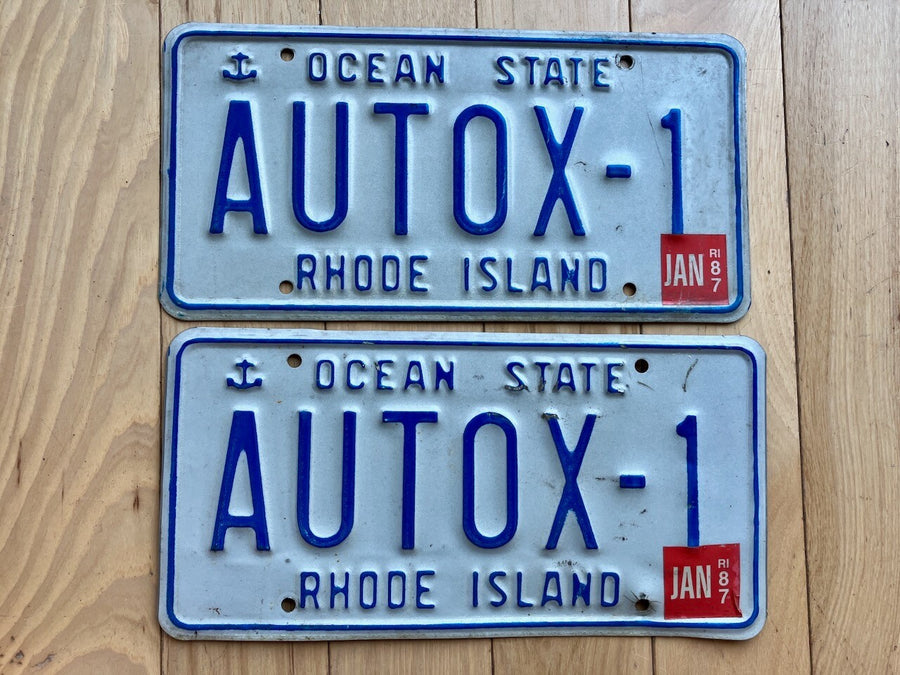 OCEAN STATE
AUTOX-1
RHODE ISLAND
JAN RI 87
OCEAN STATE
AUTOX-1
RHODE ISLAND
JAN RI 87